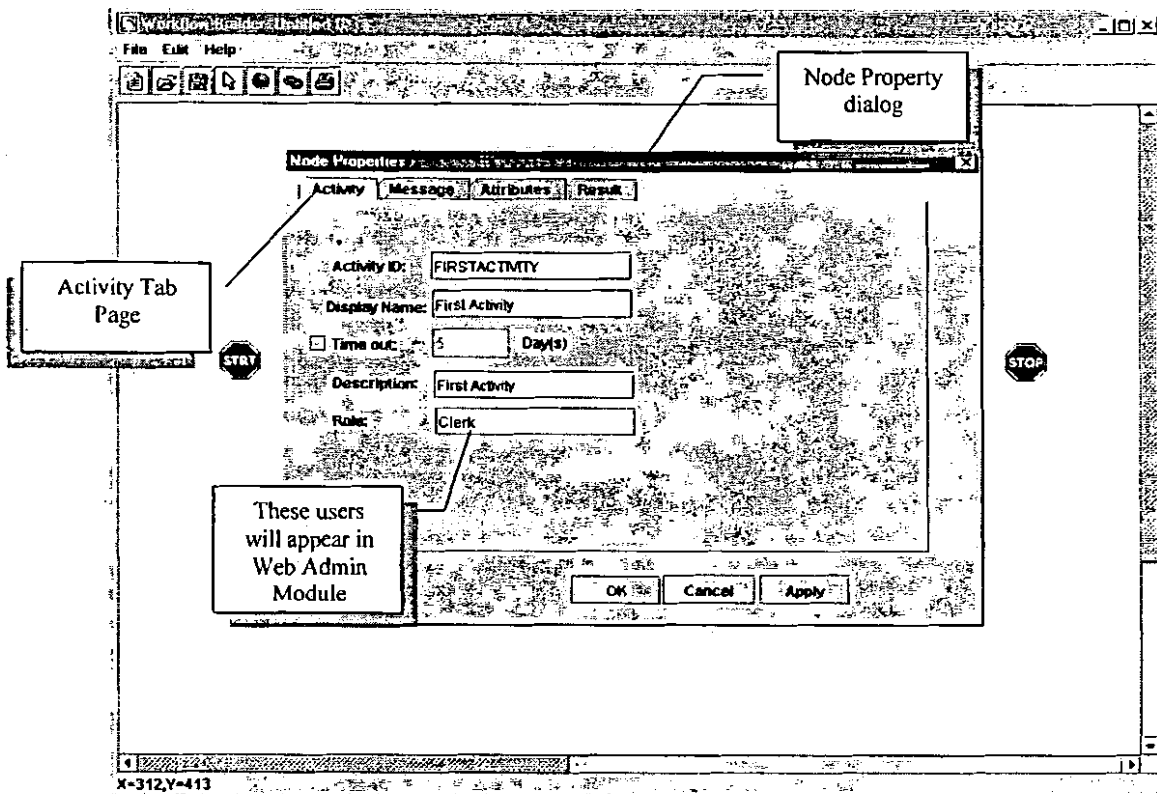 Workflow Builder: Untitled
File Edit Help
Node Property
dialog
Node Properties
Activity Message Attributes Result
Activity Tab
Page
Activity ID: FIRSTACTIVITY
Display Name: First Activity
Time out: 5 Day(s)
START
STOP
Description: First Activity
Role: Clerk
These users
will appear in
Web Admin
Module
OK Cancel Apply
X=312,Y=413